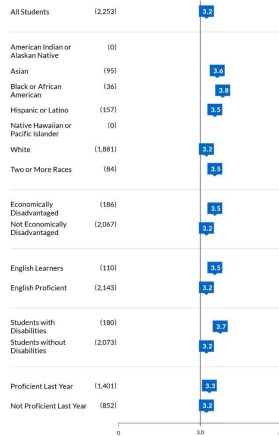 All Students (2,253) 3.2
American Indian or (0)
Alaskan Native
Asian (95) 3.6
Black or African (36) 3.8
American
Hispanic or Latino (157) 3.5
Native Hawaiian or (0)
Pacific Islander
White (1,881) 3.2
Two or More Races (84) 3.5
Economically (186) 3.5
Disadvantaged
Not Economically (2,067) 3.2
Disadvantaged
English Learners (110) 3.5
English Proficient (2,143) 3.2
Students with (180) 3.7
Disabilities
Students without (2,073) 3.2
Disabilities
Proficient Last Year (1,401) 3.3
Not Proficient Last Year (852) 3.2
0 3.0